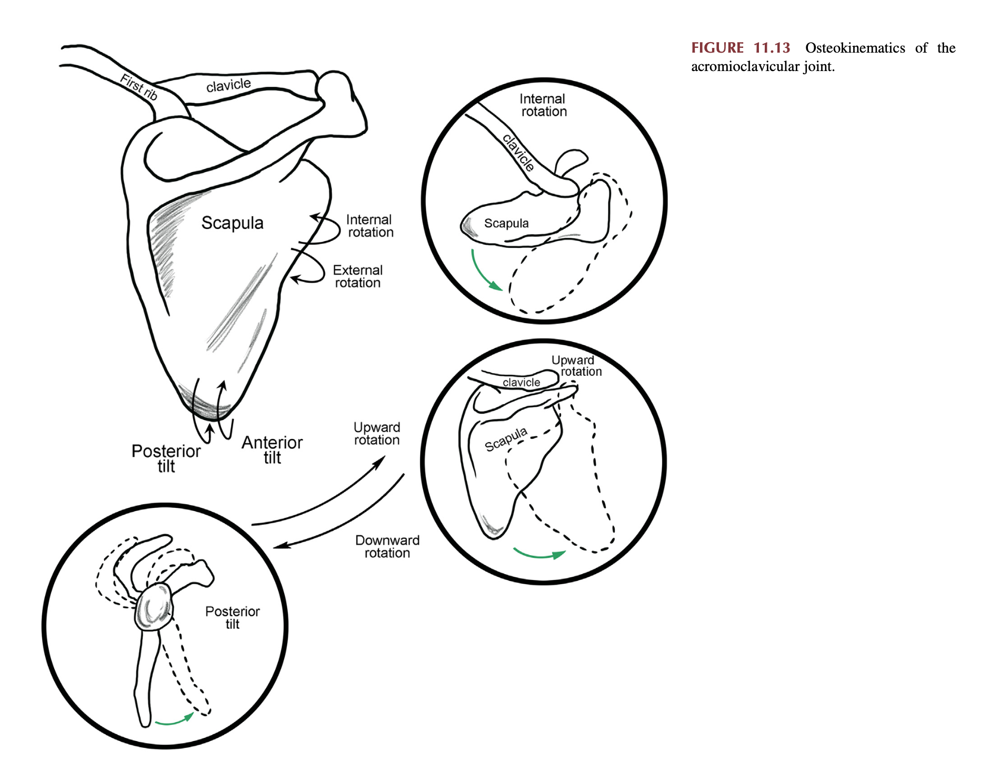 FIGURE 11.13 Osteokinematics of the
acromioclavicular joint.
First rib
clavicle
Scapula
Internal
rotation
External
rotation
Posterior
tilt
Anterior
tilt
Upward
rotation
Downward
rotation
Internal
rotation
clavicle
Scapula
Upward
rotation
clavicle
Scapula
Posterior
tilt